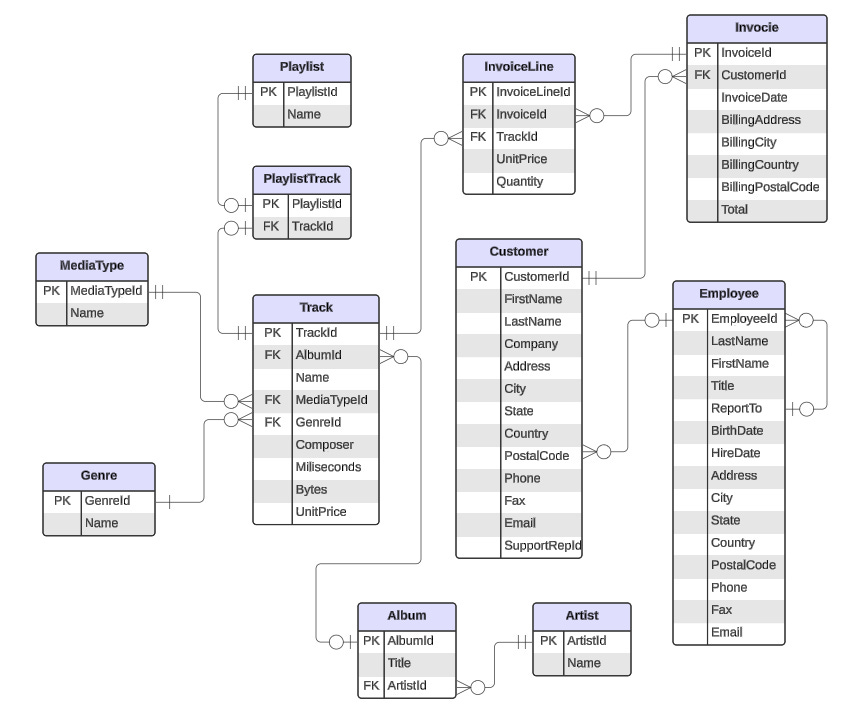 Playlist
PK PlaylistId
Name
PlaylistTrack
PK PlaylistId
FK TrackId
MediaType
PK MediaTypeId
Name
Genre
PK GenreId
Name
Track
PK TrackId
FK AlbumId
Name
FK MediaTypeId
FK GenreId
Composer
Miliseconds
Bytes
UnitPrice
InvoiceLine
PK InvoiceLineId
FK InvoiceId
FK TrackId
UnitPrice
Quantity
Invocie
PK InvoiceId
FK CustomerId
InvoiceDate
BillingAddress
BillingCity
BillingCountry
BillingPostalCode
Total
Customer
PK CustomerId
FirstName
LastName
Company
Address
City
State
Country
PostalCode
Phone
Fax
Email
SupportRepId
Employee
PK EmployeeId
LastName
FirstName
Title
ReportTo
BirthDate
HireDate
Address
City
State
Country
PostalCode
Phone
Fax
Email
Album
PK AlbumId
Title
FK ArtistId
Artist
PK ArtistId
Name